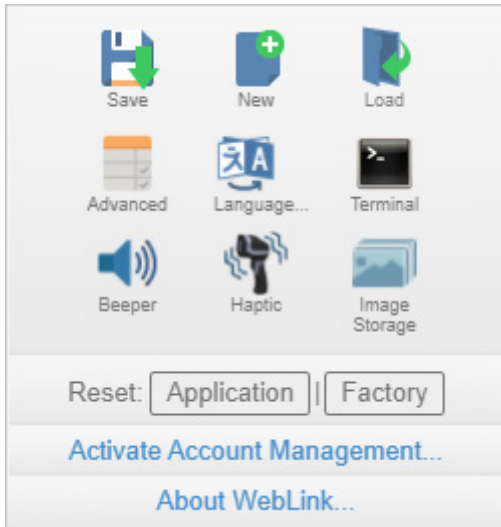 Save New Load
Advanced Language... Terminal
Beeper Haptic Image
Storage
Reset: Application | Factory
Activate Account Management...
About WebLink...